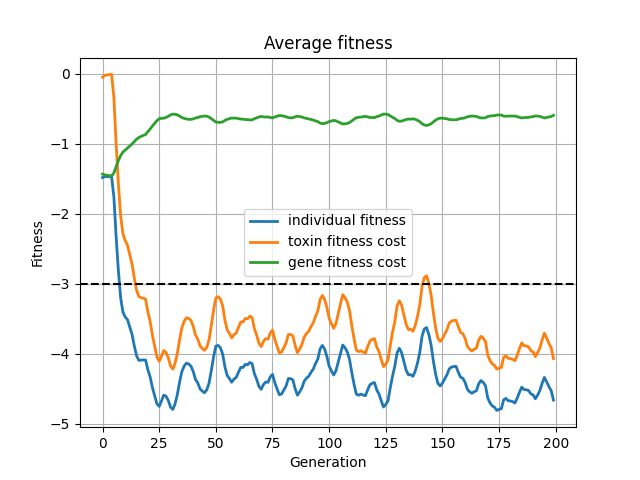 Average fitness
Fitness
0
−1
−2
−3
−4
−5
individual fitness
toxin fitness cost
gene fitness cost
0 25 50 75 100 125 150 175 200
Generation